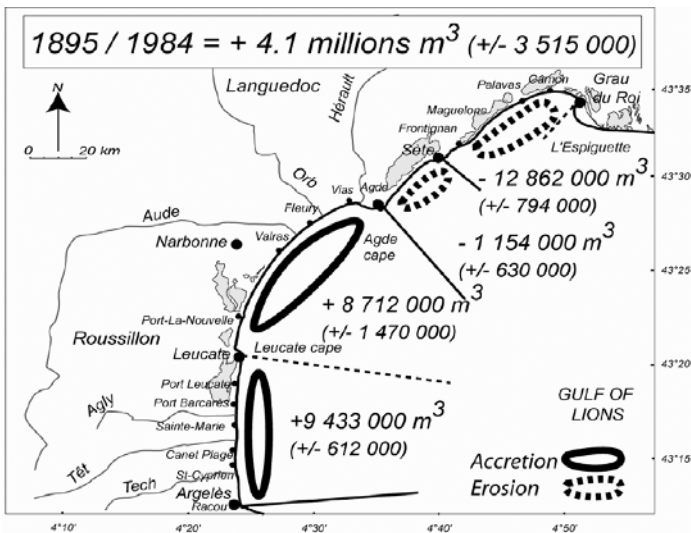 1895 / 1984 = + 4.1 millions m³ (+/- 3 515 000)
N
0 20 km
Languedoc
Hérault
Orb
Aude
Roussillon
Agly
Têt
Tech
Narbonne
Grau
du Roi
Carnon
Palavas
Maguelone
Frontignan
Sète
L'Espiguette
Agde
Vias
Fleury
Valras
Agde
cape
Port-La-Nouvelle
Leucate
Leucate cape
Port Leucate
Port Barcarès
Sainte-Marie
Canet Plage
St-Cyprien
Argelès
Racou
- 12 862 000 m³
(+/- 794 000)
- 1 154 000 m³
(+/- 630 000)
+ 8 712 000 m³
(+/- 1 470 000)
+9 433 000 m³
(+/- 612 000)
GULF OF
LIONS
Accretion
Erosion
43°35'
43°30'
43°25'
43°20'
43°15'
4°10'
4°20'
4°30'
4°40'
4°50'